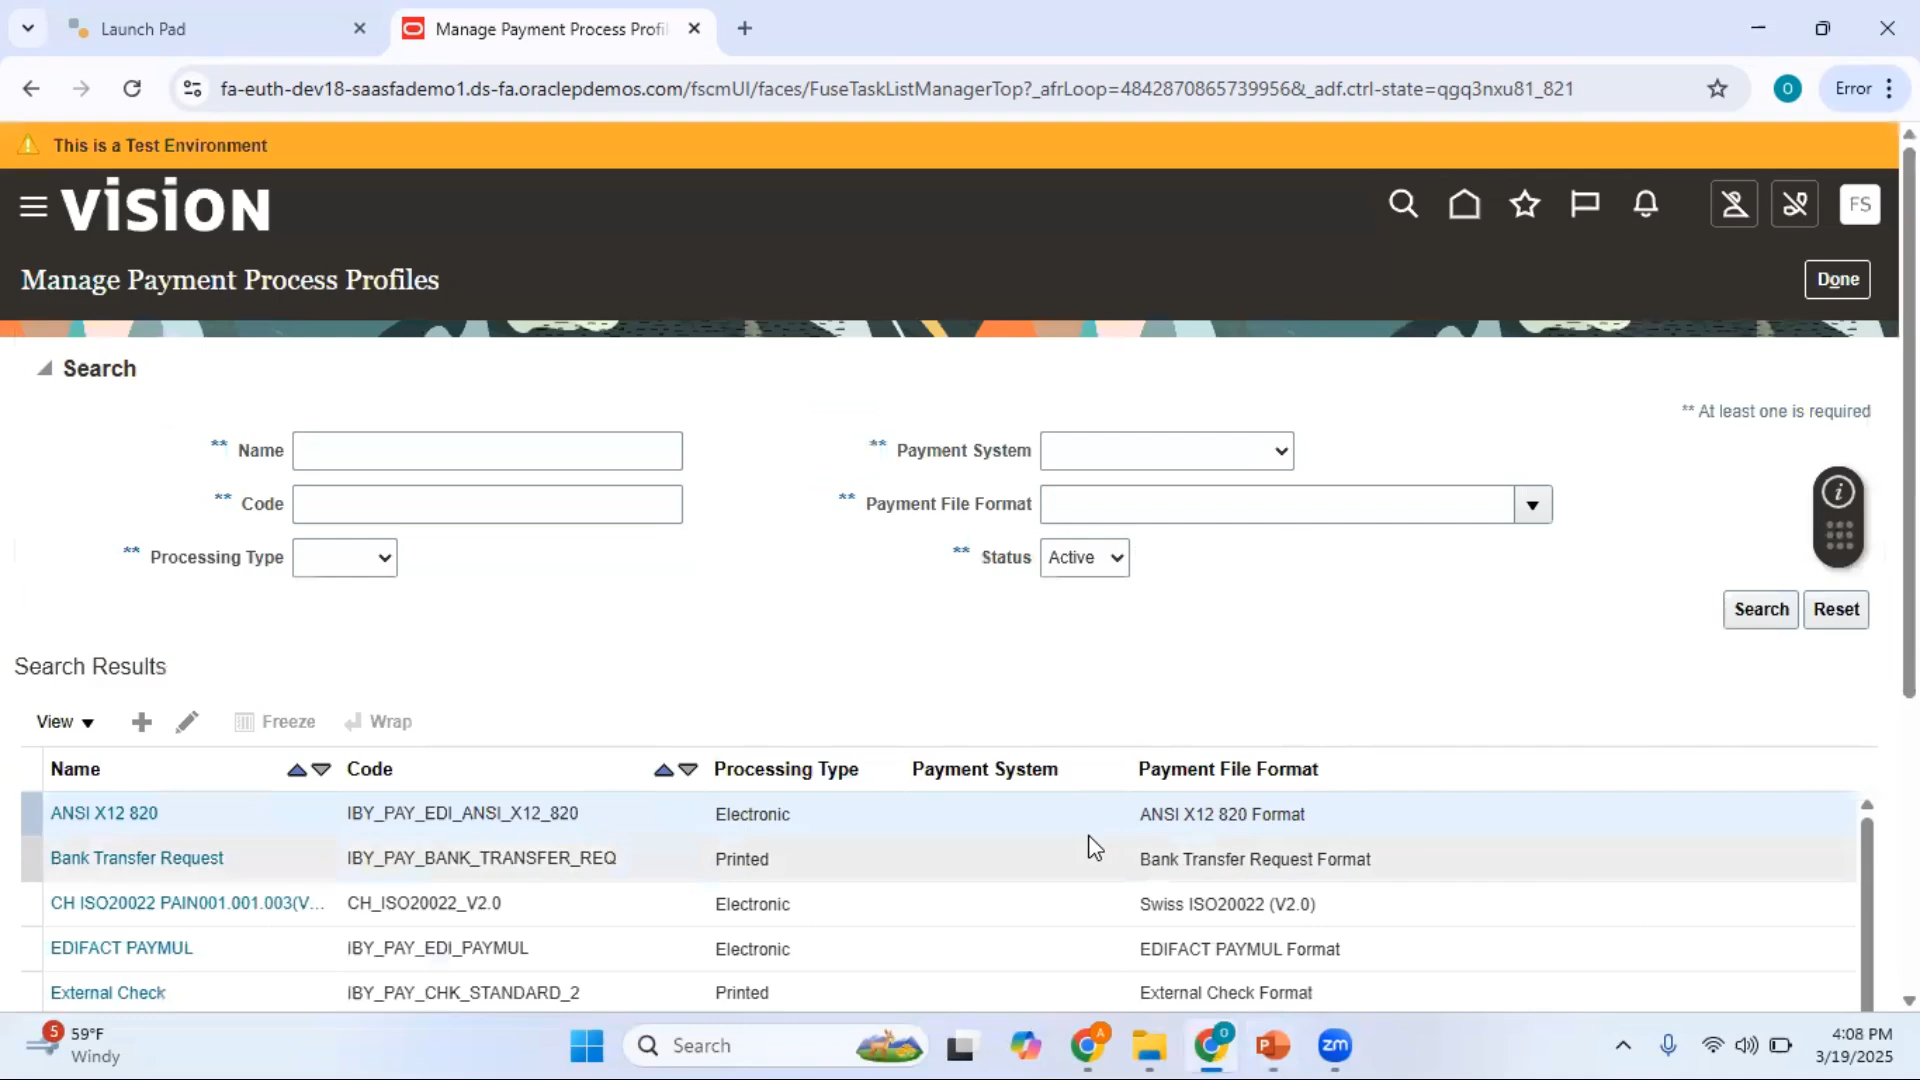 Launch Pad
Manage Payment Process Profil
fa-euth-dev18-saasfademo1.ds-fa.oraclepdemos.com/fscmUI/faces/FuseTaskListManagerTop?_afrLoop=48428708657399568&_adf.ctrl-state=qgq3nxu81_821
O
Error
This is a Test Environment
VISION
FS
Manage Payment Process Profiles
Done
Search
** At least one is required
** Name
** Payment System
** Code
** Payment File Format
** Processing Type
** Status Active
Search Reset
Search Results
View Freeze Wrap
Name Code Processing Type Payment System Payment File Format
ANSI X12 820 IBY_PAY_EDI_ANSI_X12_820 Electronic ANSI X12 820 Format
Bank Transfer Request IBY_PAY_BANK_TRANSFER_REQ Printed Bank Transfer Request Format
CH ISO20022 PAIN001.001.003(V... CH_ISO20022_V2.0 Electronic Swiss ISO20022 (V2.0)
EDIFACT PAYMUL IBY_PAY_EDI_PAYMUL Electronic EDIFACT PAYMUL Format
External Check IBY_PAY_CHK_STANDARD_2 Printed External Check Format
5 59°F
Windy
Search
A
O
zm
4:08 PM
3/19/2025